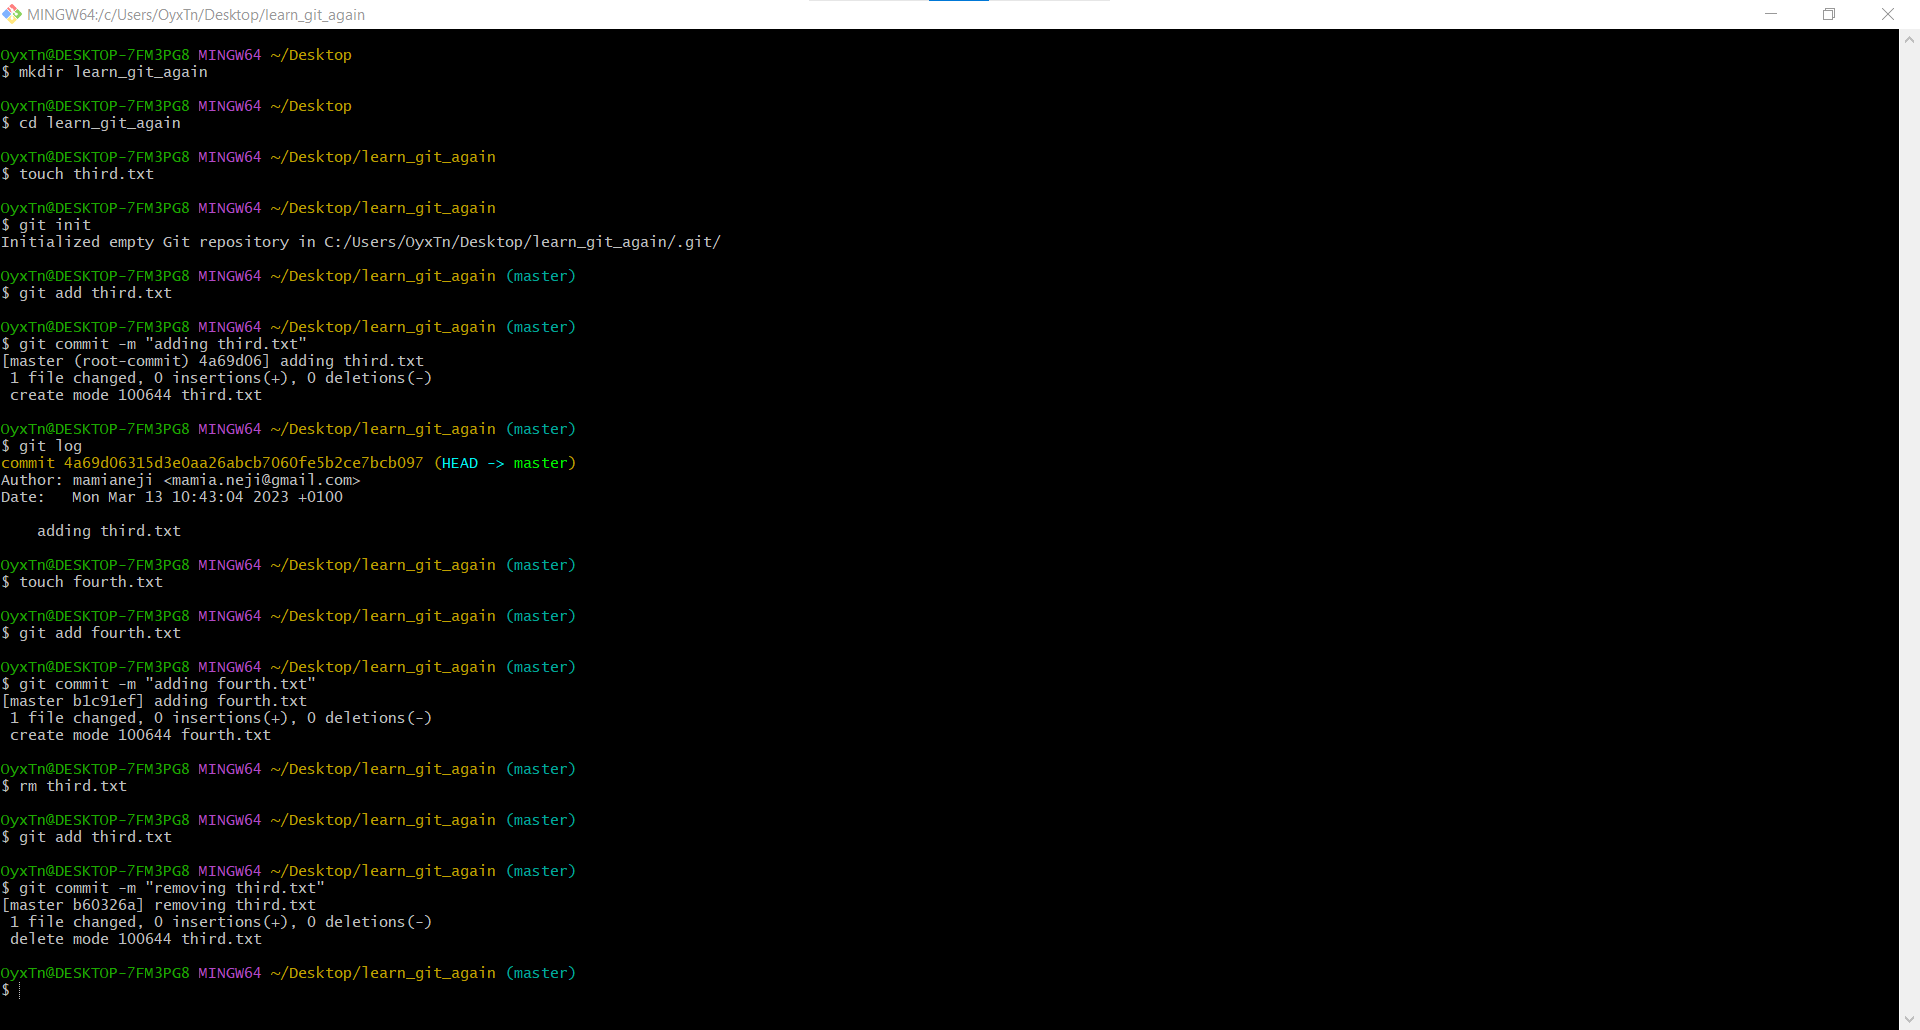 MINGW64:/c/Users/OyxTn/Desktop/learn_git_again
OyxTn@DESKTOP-7FM3PG8 MINGW64 ~/Desktop
$ mkdir learn_git_again
OyxTn@DESKTOP-7FM3PG8 MINGW64 ~/Desktop
$ cd learn_git_again
OyxTn@DESKTOP-7FM3PG8 MINGW64 ~/Desktop/learn_git_again
$ touch third.txt
OyxTn@DESKTOP-7FM3PG8 MINGW64 ~/Desktop/learn_git_again
$ git init
Initialized empty Git repository in C:/Users/OyxTn/Desktop/learn_git_again/.git/
OyxTn@DESKTOP-7FM3PG8 MINGW64 ~/Desktop/learn_git_again (master)
$ git add third.txt
OyxTn@DESKTOP-7FM3PG8 MINGW64 ~/Desktop/learn_git_again (master)
$ git commit -m "adding third.txt"
[master (root-commit) 4a69d06] adding third.txt
 1 file changed, 0 insertions(+), 0 deletions(-)
 create mode 100644 third.txt
OyxTn@DESKTOP-7FM3PG8 MINGW64 ~/Desktop/learn_git_again (master)
$ git log
commit 4a69d06315d3e0aa26abcb7060fe5b2ce7bcb097 (HEAD -> master)
Author: mamianeji <mamia.neji@gmail.com>
Date:   Mon Mar 13 10:43:04 2023 +0100
    adding third.txt
OyxTn@DESKTOP-7FM3PG8 MINGW64 ~/Desktop/learn_git_again (master)
$ touch fourth.txt
OyxTn@DESKTOP-7FM3PG8 MINGW64 ~/Desktop/learn_git_again (master)
$ git add fourth.txt
OyxTn@DESKTOP-7FM3PG8 MINGW64 ~/Desktop/learn_git_again (master)
$ git commit -m "adding fourth.txt"
[master b1c91ef] adding fourth.txt
 1 file changed, 0 insertions(+), 0 deletions(-)
 create mode 100644 fourth.txt
OyxTn@DESKTOP-7FM3PG8 MINGW64 ~/Desktop/learn_git_again (master)
$ rm third.txt
OyxTn@DESKTOP-7FM3PG8 MINGW64 ~/Desktop/learn_git_again (master)
$ git add third.txt
OyxTn@DESKTOP-7FM3PG8 MINGW64 ~/Desktop/learn_git_again (master)
$ git commit -m "removing third.txt"
[master b60326a] removing third.txt
 1 file changed, 0 insertions(+), 0 deletions(-)
 delete mode 100644 third.txt
OyxTn@DESKTOP-7FM3PG8 MINGW64 ~/Desktop/learn_git_again (master)
$